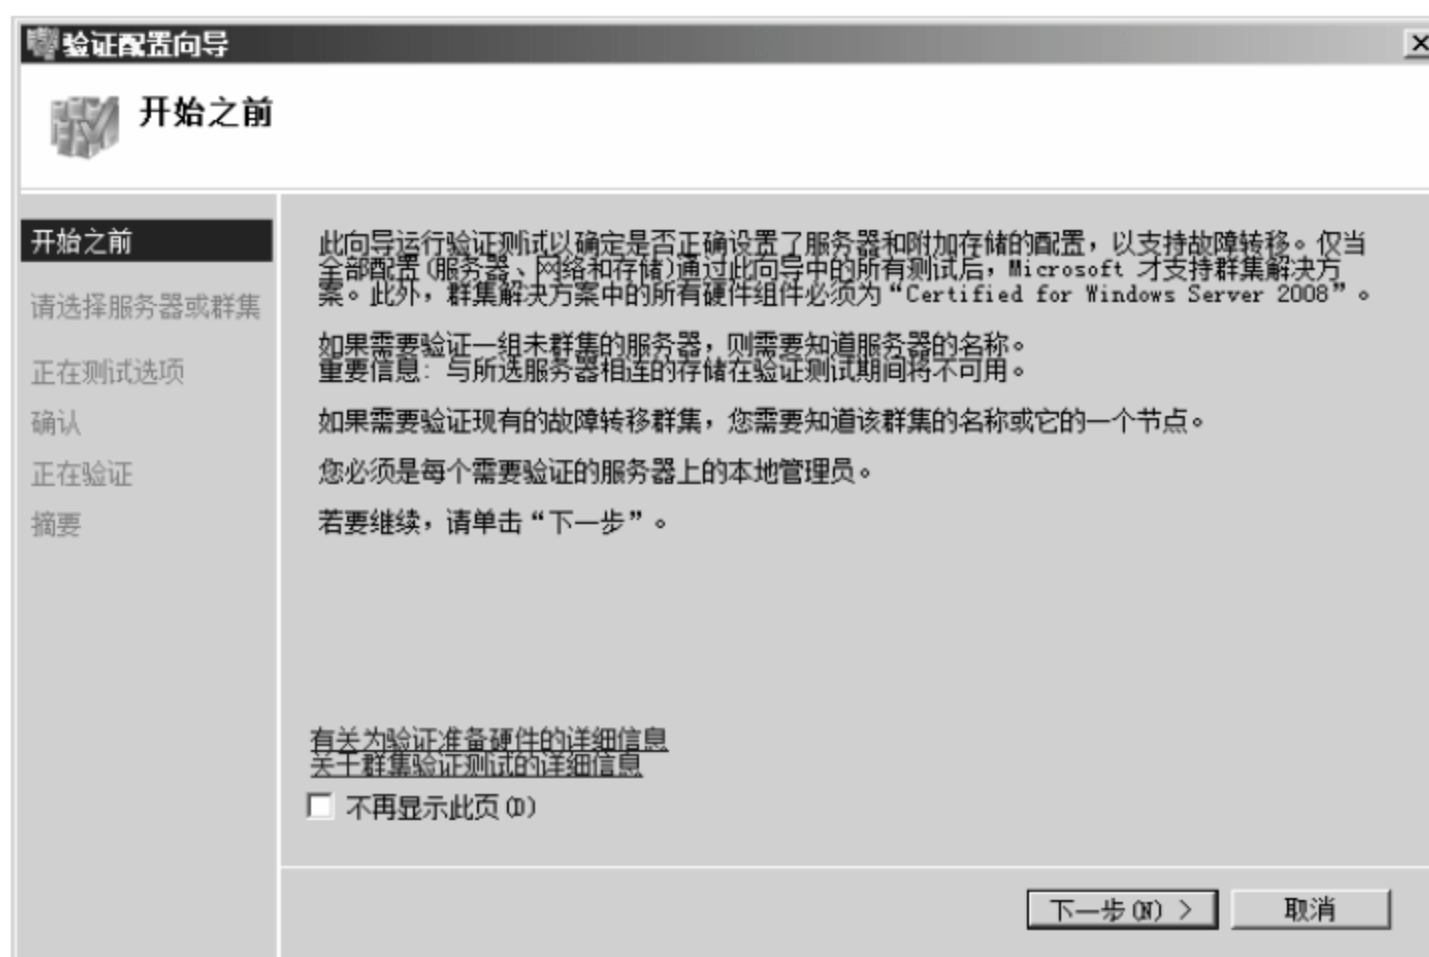 验证配置向导
开始之前
开始之前
请选择服务器或群集
正在测试选项
确认
正在验证
摘要
此向导运行验证测试以确定是否正确设置了服务器和附加存储的配置，以支持故障转移。仅当
全部配置(服务器、网络和存储)通过此向导中的所有测试后，Microsoft 才支持群集解决方
案。此外，群集解决方案中的所有硬件组件必须为“Certified for Windows Server 2008”。
如果需要验证一组未群集的服务器，则需要知道服务器的名称。
重要信息: 与所选服务器相连的存储在验证测试期间将不可用。
如果需要验证现有的故障转移群集，您需要知道该群集的名称或它的一个节点。
您必须是每个需要验证的服务器上的本地管理员。
若要继续，请单击“下一步”。
有关为验证准备硬件的详细信息
关于群集验证测试的详细信息
不再显示此页(D)
下一步(N) >
取消